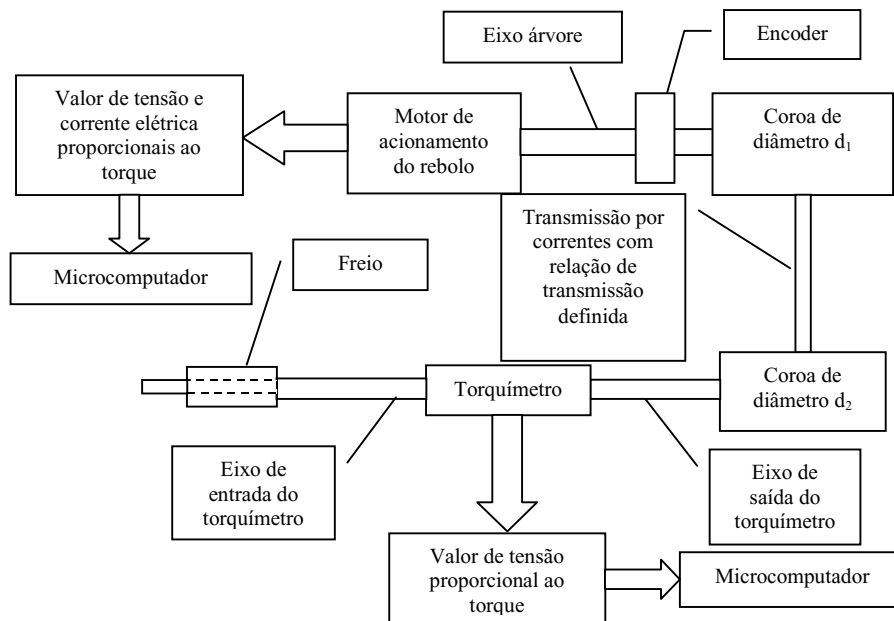 Eixo árvore
Encoder
Valor de tensão e
corrente elétrica
proporcionais ao
torque
Motor de
acionamento
do rebolo
Coroa de
diâmetro d₁
Transmissão por
correntes com
relação de
transmissão
definida
Microcomputador
Freio
Torquímetro
Coroa de
diâmetro d₂
Eixo de
entrada do
torquímetro
Eixo de
saída do
torquímetro
Valor de tensão
proporcional ao
torque
Microcomputador